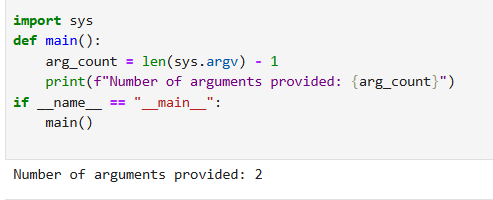 import sys
def main():
    arg_count = len(sys.argv) - 1
    print(f"Number of arguments provided: {arg_count}")
if __name__ == "__main__":
    main()
Number of arguments provided: 2